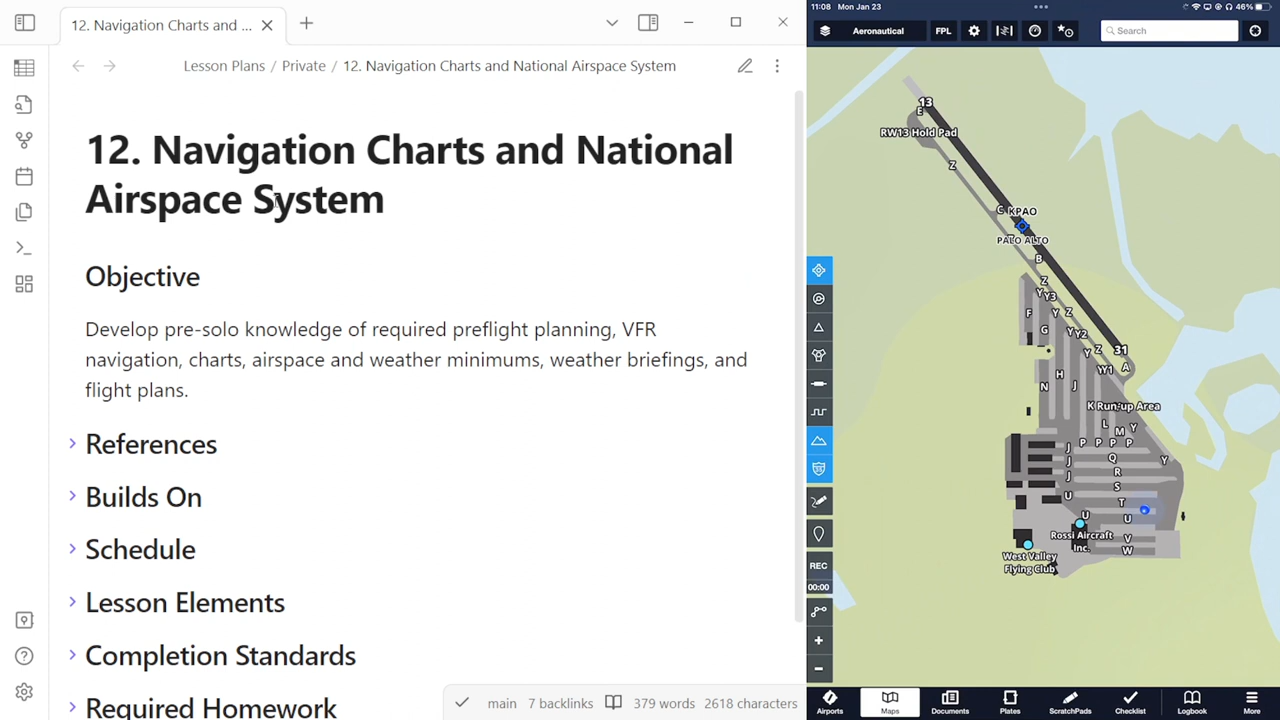 12. Navigation Charts and ...
Lesson Plans / Private / 12. Navigation Charts and National Airspace System
12. Navigation Charts and National
Airspace System
Objective
Develop pre-solo knowledge of required preflight planning, VFR
navigation, charts, airspace and weather minimums, weather briefings, and
flight plans.
References
Builds On
Schedule
Lesson Elements
Completion Standards
Required Homework
main 7 backlinks 379 words 2618 characters
11:08 Mon Jan 23 46%
Aeronautical FPL Search
13
E
RW13 Hold Pad
Z
C KPAO
PALO ALTO
B
Z
Y Y3
F Y Z
G Y Y2
31
Y Z
YY1 A
H
N J
K Run-up Area
L
M Y
P P P P
J
Q
J Y
R
J
S
U
T
U U
Rossi Aircraft
Inc.
V
W
West Valley
Flying Club
REC
00:00
Airports Maps Documents Plates ScratchPads Checklist Logbook More